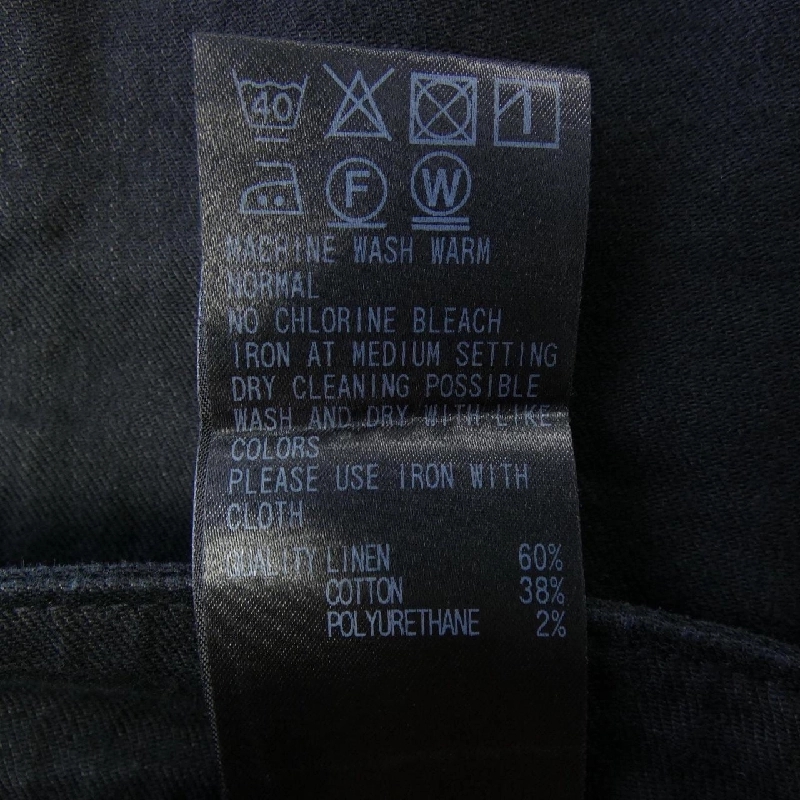 40
1
F
W
MACHINE WASH WARM
NORMAL
NO CHLORINE BLEACH
IRON AT MEDIUM SETTING
DRY CLEANING POSSIBLE
WASH AND DRY WITH LIKE
COLORS
PLEASE USE IRON WITH
CLOTH
QUALITY LINEN 60%
COTTON 38%
POLYURETHANE 2%